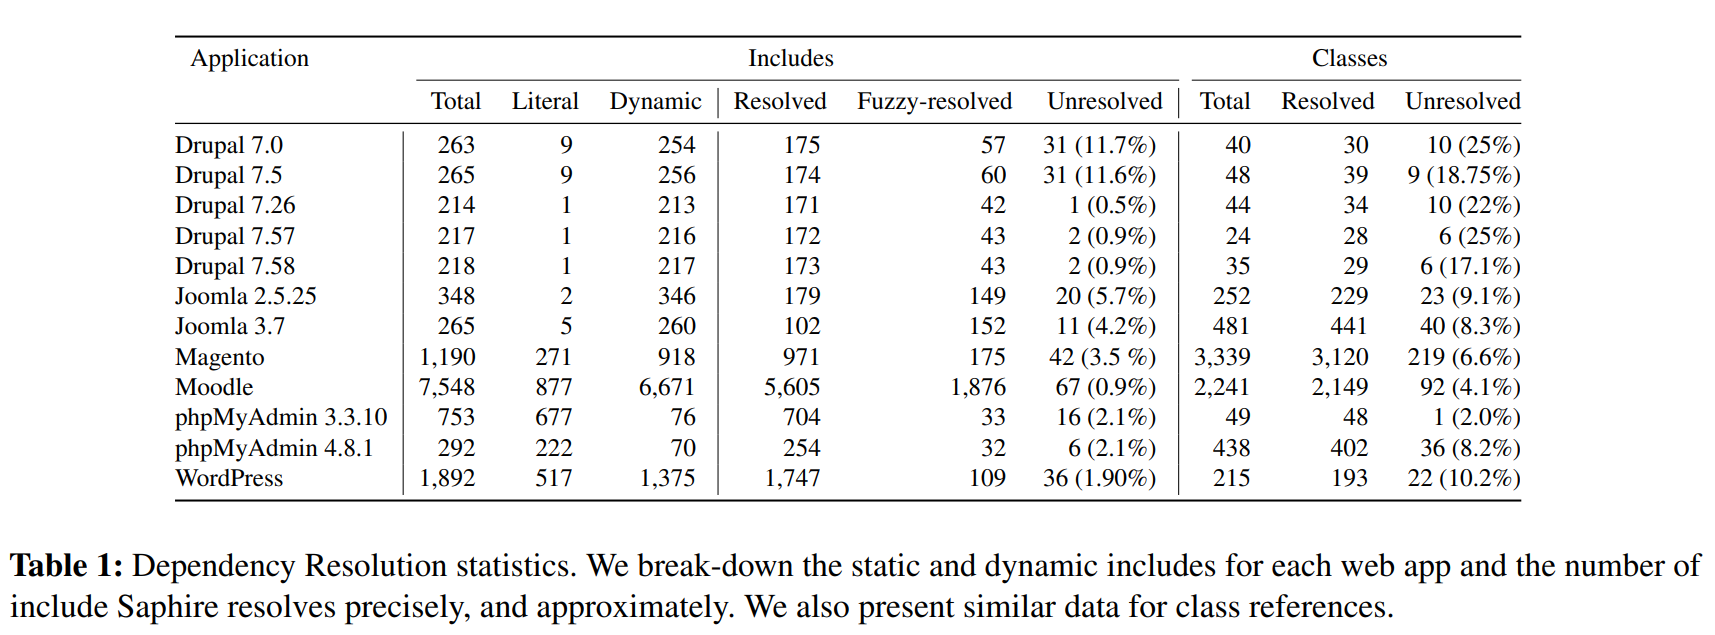 Application Includes Classes
Total Literal Dynamic Resolved Fuzzy-resolved Unresolved Total Resolved Unresolved
Drupal 7.0 263 9 254 175 57 31 (11.7%) 40 30 10 (25%)
Drupal 7.5 265 9 256 174 60 31 (11.6%) 48 39 9 (18.75%)
Drupal 7.26 214 1 213 171 42 1 (0.5%) 44 34 10 (22%)
Drupal 7.57 217 1 216 172 43 2 (0.9%) 24 28 6 (25%)
Drupal 7.58 218 1 217 173 43 2 (0.9%) 35 29 6 (17.1%)
Joomla 2.5.25 348 2 346 179 149 20 (5.7%) 252 229 23 (9.1%)
Joomla 3.7 265 5 260 102 152 11 (4.2%) 481 441 40 (8.3%)
Magento 1,190 271 918 971 175 42 (3.5 %) 3,339 3,120 219 (6.6%)
Moodle 7,548 877 6,671 5,605 1,876 67 (0.9%) 2,241 2,149 92 (4.1%)
phpMyAdmin 3.3.10 753 677 76 704 33 16 (2.1%) 49 48 1 (2.0%)
phpMyAdmin 4.8.1 292 222 70 254 32 6 (2.1%) 438 402 36 (8.2%)
WordPress 1,892 517 1,375 1,747 109 36 (1.90%) 215 193 22 (10.2%)
Table 1: Dependency Resolution statistics. We break-down the static and dynamic includes for each web app and the number of
include Saphire resolves precisely, and approximately. We also present similar data for class references.